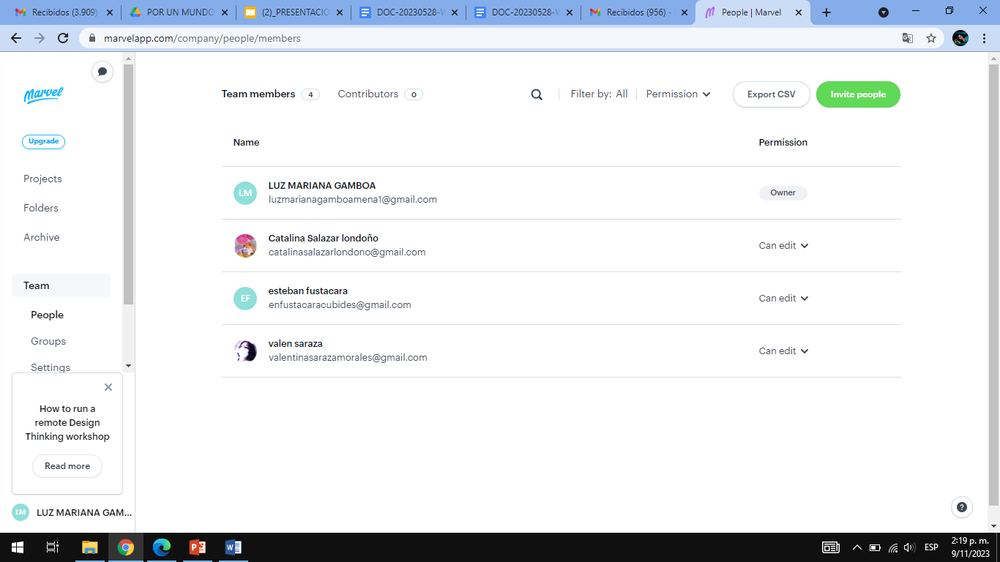 Recibidos (3.909)
POR UN MUNDO
(2)_PRESENTACIO
DOC-20230528-W
DOC-20230528-W
Recibidos (956) -
People | Marvel
marvelapp.com/company/people/members
Marvel
Upgrade
Projects
Folders
Archive
Team
People
Groups
Settings
How to run a
remote Design
Thinking workshop
Read more
LM
LUZ MARIANA GAM...
Team members 4
Contributors 0
Filter by: All
Permission
Export CSV
Invite people
Name
Permission
LM
LUZ MARIANA GAMBOA
luzmarianagamboamena1@gmail.com
Owner
Catalina Salazar londoño
catalinasalazarlondono@gmail.com
Can edit
EF
esteban fustacara
enfustacaracubides@gmail.com
Can edit
valen saraza
valentinasarazamorales@gmail.com
Can edit
ESP
2:19 p. m.
9/11/2023